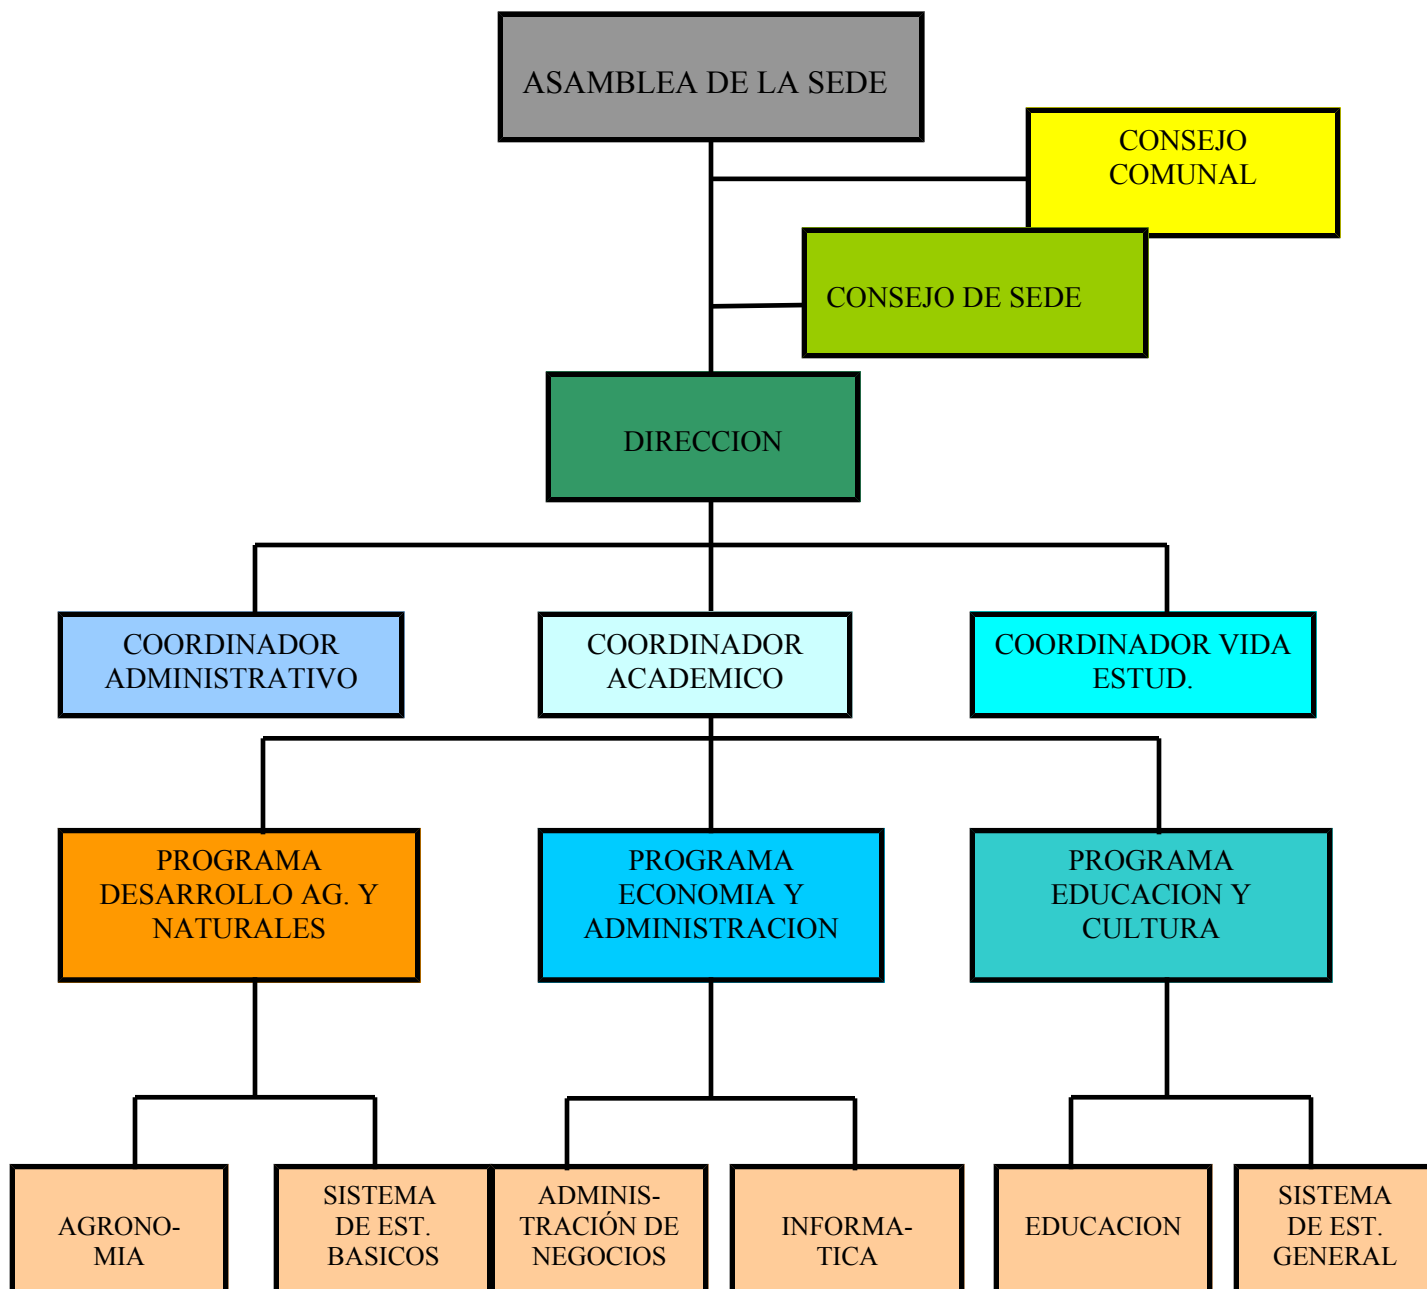 ASAMBLEA DE LA SEDE
CONSEJO
COMUNAL
CONSEJO DE SEDE
DIRECCION
COORDINADOR
ADMINISTRATIVO
COORDINADOR
ACADEMICO
COORDINADOR VIDA
ESTUD.
PROGRAMA
DESARROLLO AG. Y
NATURALES
PROGRAMA
ECONOMIA Y
ADMINISTRACION
PROGRAMA
EDUCACION Y
CULTURA
AGRONO-
MIA
SISTEMA
DE EST.
BASICOS
ADMINIS-
TRACIÓN DE
NEGOCIOS
INFORMA-
TICA
EDUCACION
SISTEMA
DE EST.
GENERAL